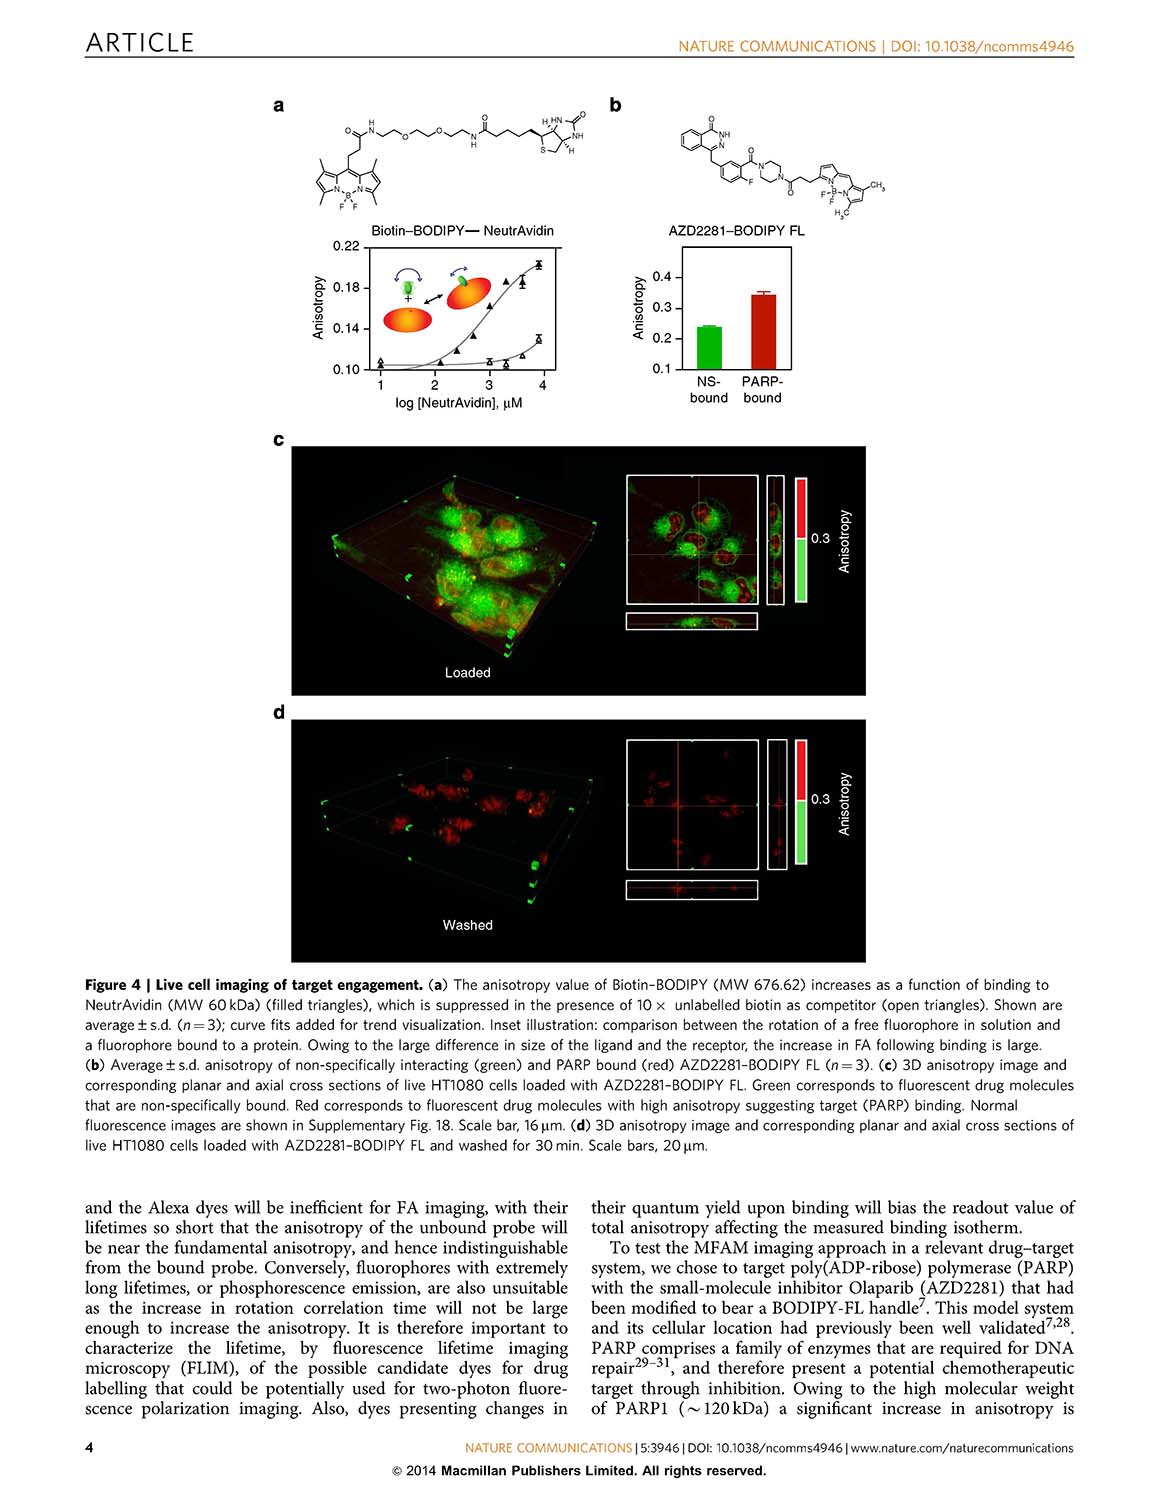 ARTICLE
NATURE COMMUNICATIONS | DOI: 10.1038/ncomms4946
a
b
Biotin–BODIPY— NeutrAvidin
AZD2281–BODIPY FL
Anisotropy
0.22
0.18
0.14
0.10
1
2
3
4
log [NeutrAvidin], μM
Anisotropy
0.4
0.3
0.2
0.1
NS-
bound
PARP-
bound
c
Loaded
0.3
Anisotropy
d
Washed
0.3
Anisotropy
Figure 4 | Live cell imaging of target engagement. (a) The anisotropy value of Biotin–BODIPY (MW 676.62) increases as a function of binding to
NeutrAvidin (MW 60 kDa) (filled triangles), which is suppressed in the presence of 10 × unlabelled biotin as competitor (open triangles). Shown are
average ± s.d. (n = 3); curve fits added for trend visualization. Inset illustration: comparison between the rotation of a free fluorophore in solution and
a fluorophore bound to a protein. Owing to the large difference in size of the ligand and the receptor, the increase in FA following binding is large.
(b) Average ± s.d. anisotropy of non-specifically interacting (green) and PARP bound (red) AZD2281–BODIPY FL (n = 3). (c) 3D anisotropy image and
corresponding planar and axial cross sections of live HT1080 cells loaded with AZD2281–BODIPY FL. Green corresponds to fluorescent drug molecules
that are non-specifically bound. Red corresponds to fluorescent drug molecules with high anisotropy suggesting target (PARP) binding. Normal
fluorescence images are shown in Supplementary Fig. 18. Scale bar, 16 μm. (d) 3D anisotropy image and corresponding planar and axial cross sections of
live HT1080 cells loaded with AZD2281–BODIPY FL and washed for 30 min. Scale bars, 20 μm.
and the Alexa dyes will be inefficient for FA imaging, with their
lifetimes so short that the anisotropy of the unbound probe will
be near the fundamental anisotropy, and hence indistinguishable
from the bound probe. Conversely, fluorophores with extremely
long lifetimes, or phosphorescence emission, are also unsuitable
as the increase in rotation correlation time will not be large
enough to increase the anisotropy. It is therefore important to
characterize the lifetime, by fluorescence lifetime imaging
microscopy (FLIM), of the possible candidate dyes for drug
labelling that could be potentially used for two-photon fluore-
scence polarization imaging. Also, dyes presenting changes in
their quantum yield upon binding will bias the readout value of
total anisotropy affecting the measured binding isotherm.
To test the MFAM imaging approach in a relevant drug–target
system, we chose to target poly(ADP-ribose) polymerase (PARP)
with the small-molecule inhibitor Olaparib (AZD2281) that had
been modified to bear a BODIPY-FL handle7. This model system
and its cellular location had previously been well validated7,28.
PARP comprises a family of enzymes that are required for DNA
repair29–31, and therefore present a potential chemotherapeutic
target through inhibition. Owing to the high molecular weight
of PARP1 (~120 kDa) a significant increase in anisotropy is
4
NATURE COMMUNICATIONS | 5:3946 | DOI: 10.1038/ncomms4946 | www.nature.com/naturecommunications
© 2014 Macmillan Publishers Limited. All rights reserved.